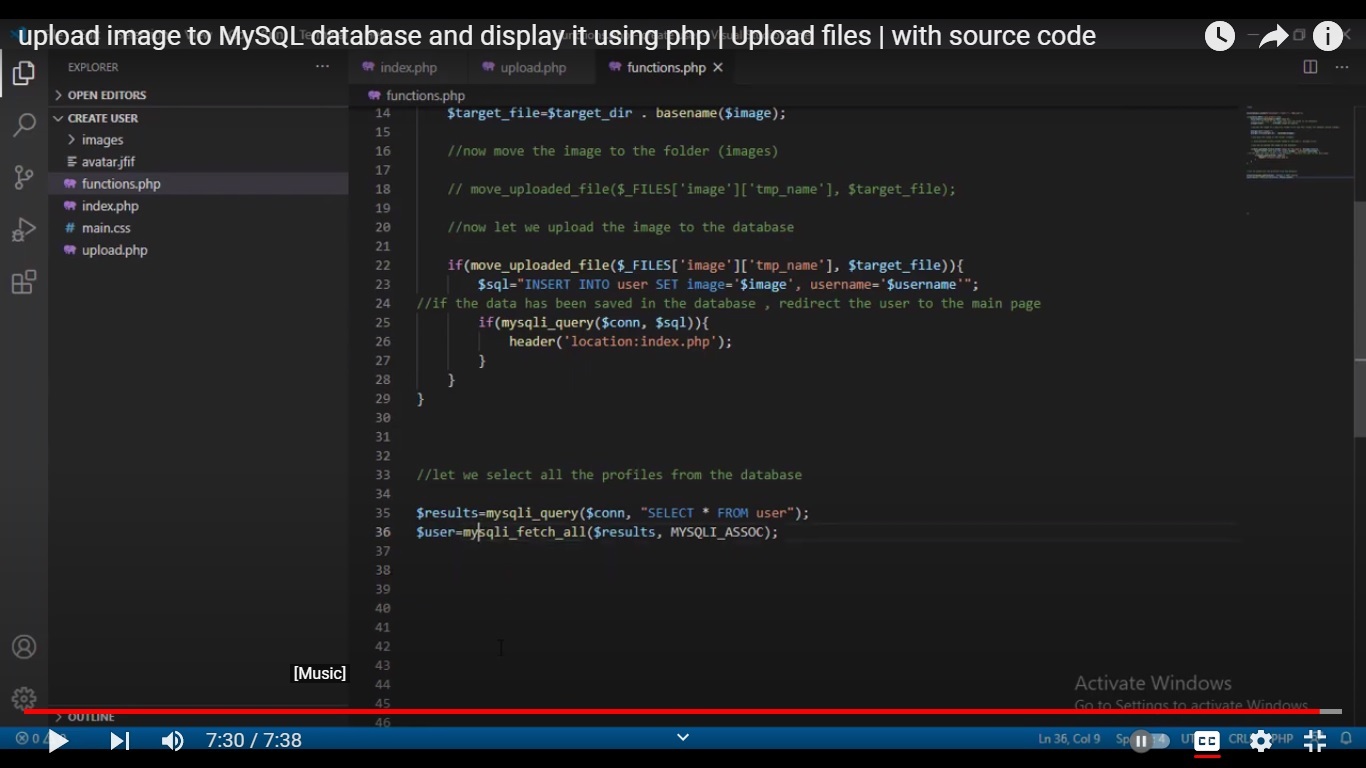 upload image to MySQL database and display it using php | Upload files | with source code
EXPLORER
index.php
upload.php
functions.php
OPEN EDITORS
functions.php
CREATE USER
images
avatar.jfif
functions.php
index.php
main.css
upload.php
14 $target_file=$target_dir . basename($image);
15
16 //now move the image to the folder (images)
17
18 // move_uploaded_file($_FILES['image']['tmp_name'], $target_file);
19
20 //now let we upload the image to the database
21
22 if(move_uploaded_file($_FILES['image']['tmp_name'], $target_file)){
23 $sql="INSERT INTO user SET image='$image', username='$username'";
24 //if the data has been saved in the database , redirect the user to the main page
25 if(mysqli_query($conn, $sql)){
26 header('location:index.php');
27 }
28 }
29 }
30
31
32
33 //let we select all the profiles from the database
34
35 $results=mysqli_query($conn, "SELECT * FROM user");
36 $user=mysqli_fetch_all($results, MYSQLI_ASSOC);
37
38
39
40
41
42
43
44
45
46
[Music]
Activate Windows
Go to Settings to activate Windows.
OUTLINE
7:30 / 7:38
Ln 36, Col 9
CC
PHP